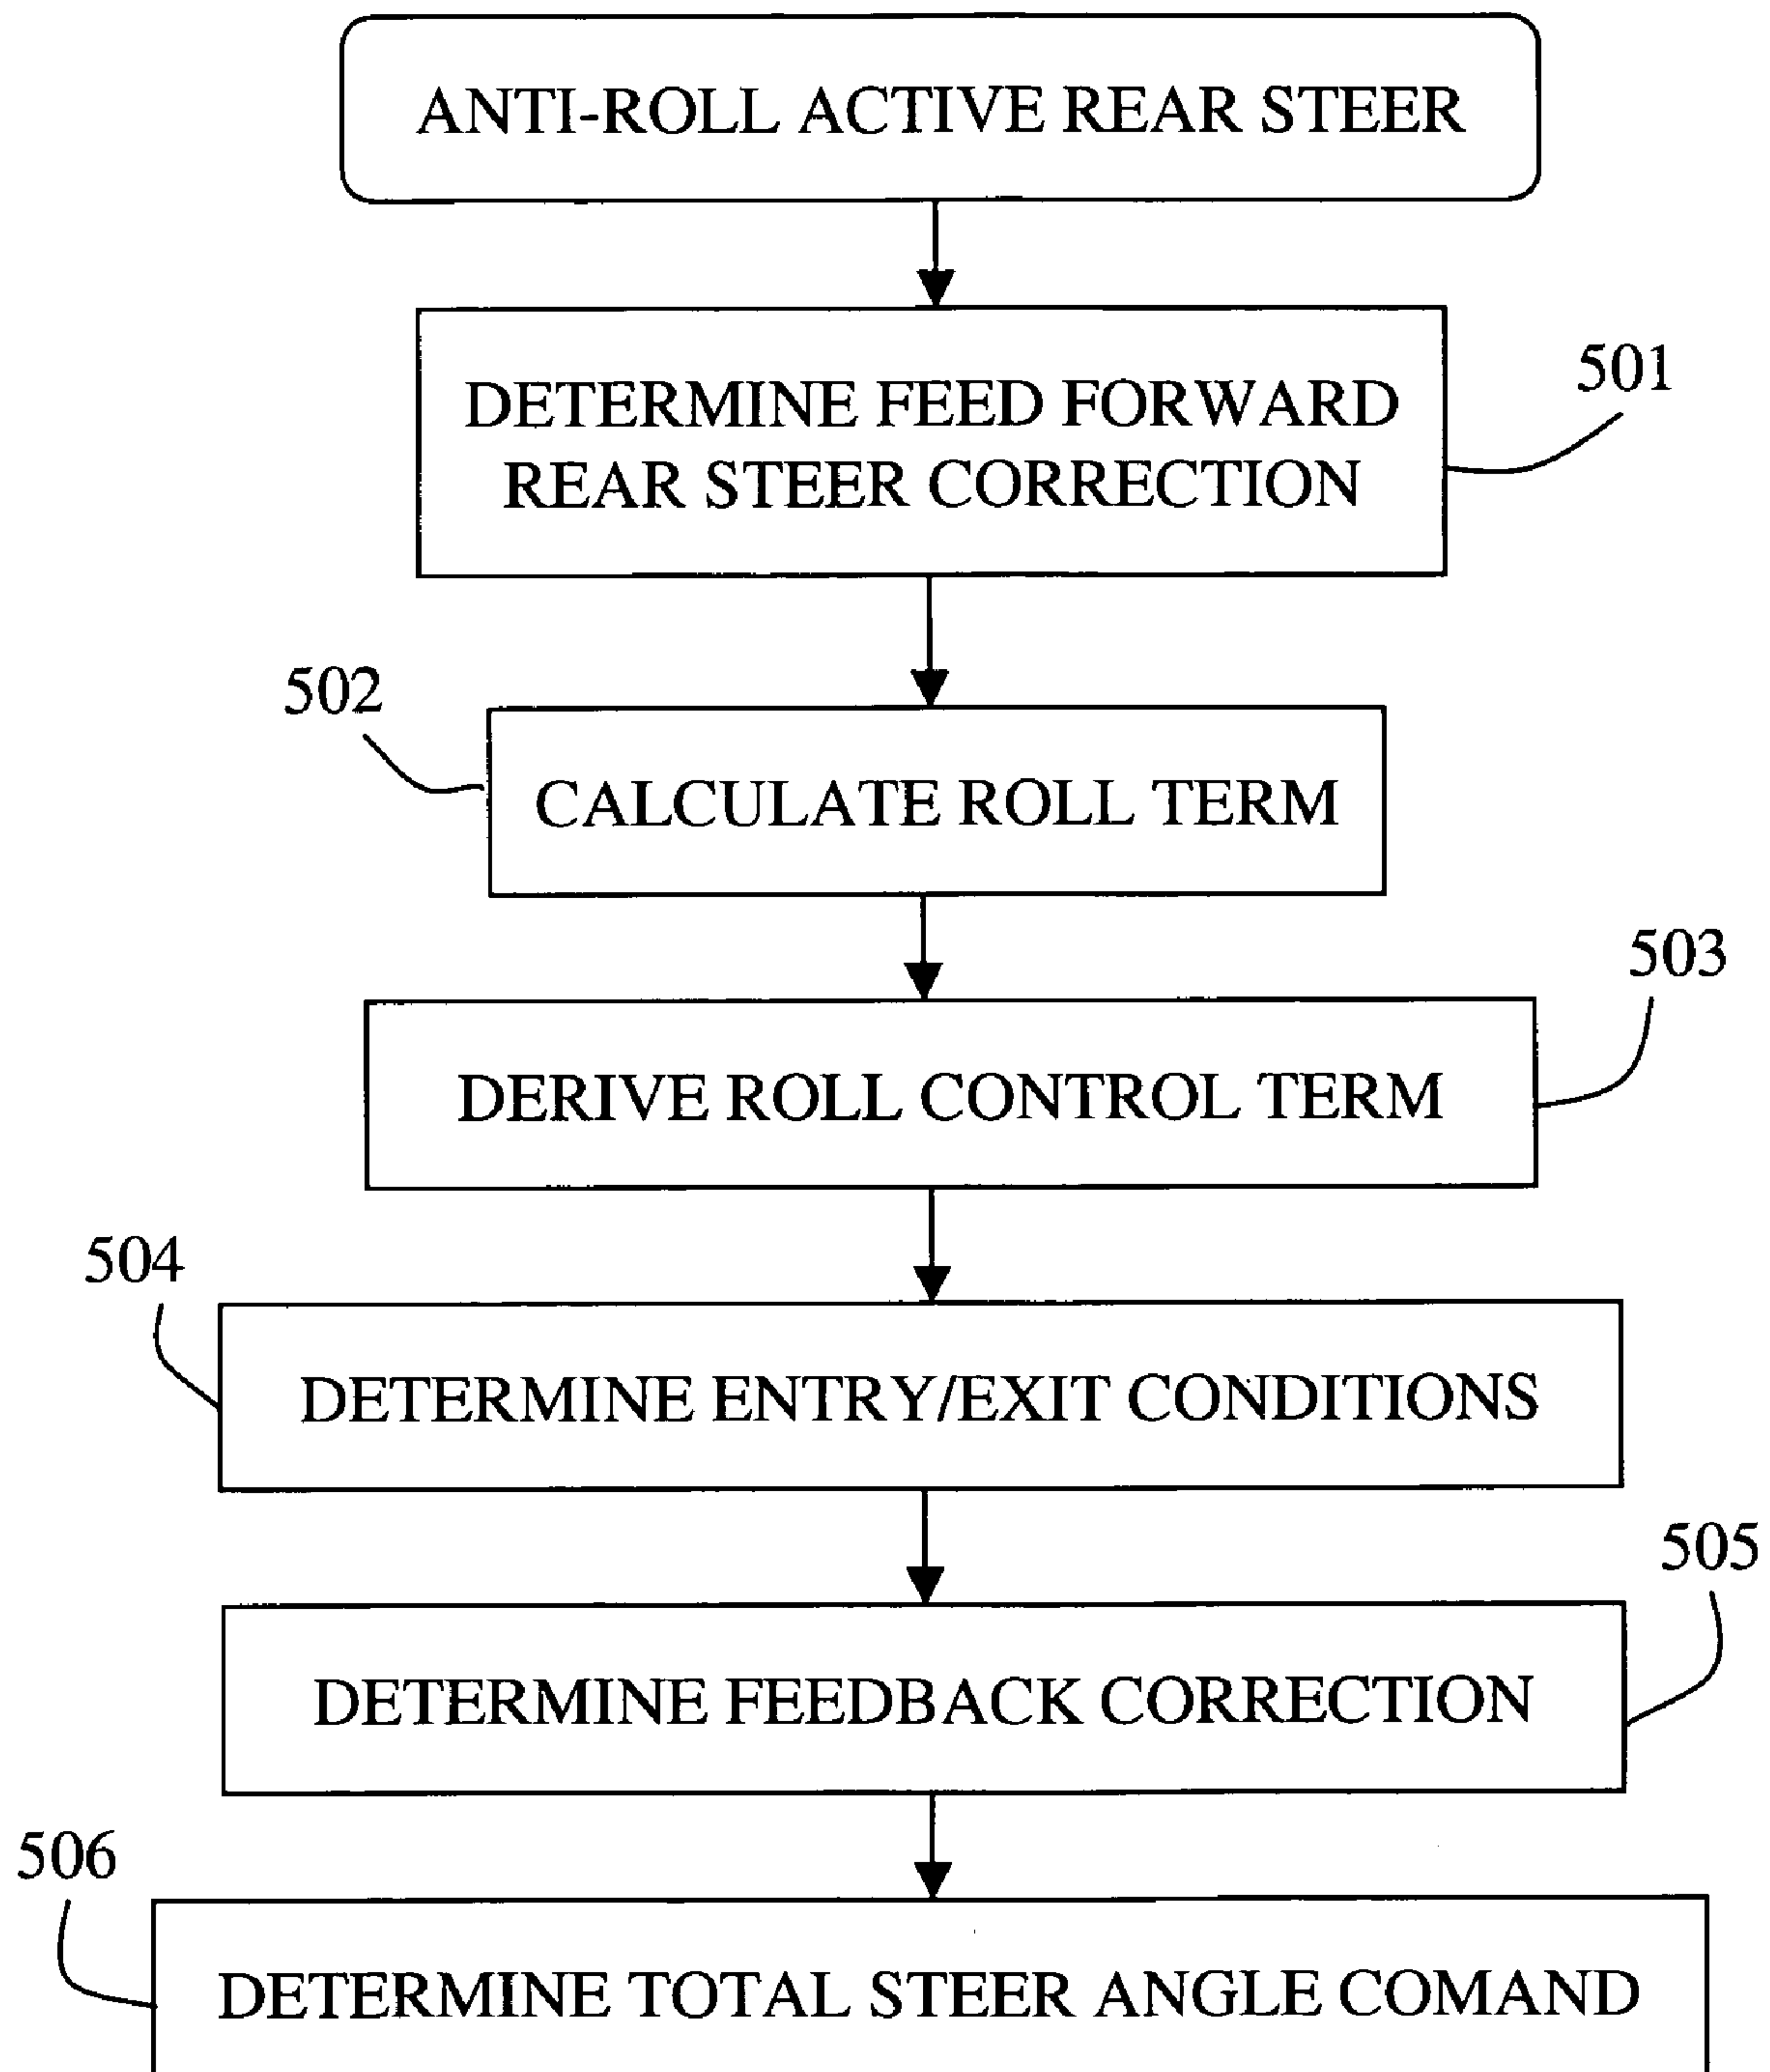 ANTI-ROLL ACTIVE REAR STEER
DETERMINE FEED FORWARD
REAR STEER CORRECTION
501
502
CALCULATE ROLL TERM
503
DERIVE ROLL CONTROL TERM
504
DETERMINE ENTRY/EXIT CONDITIONS
505
DETERMINE FEEDBACK CORRECTION
506
DETERMINE TOTAL STEER ANGLE COMAND